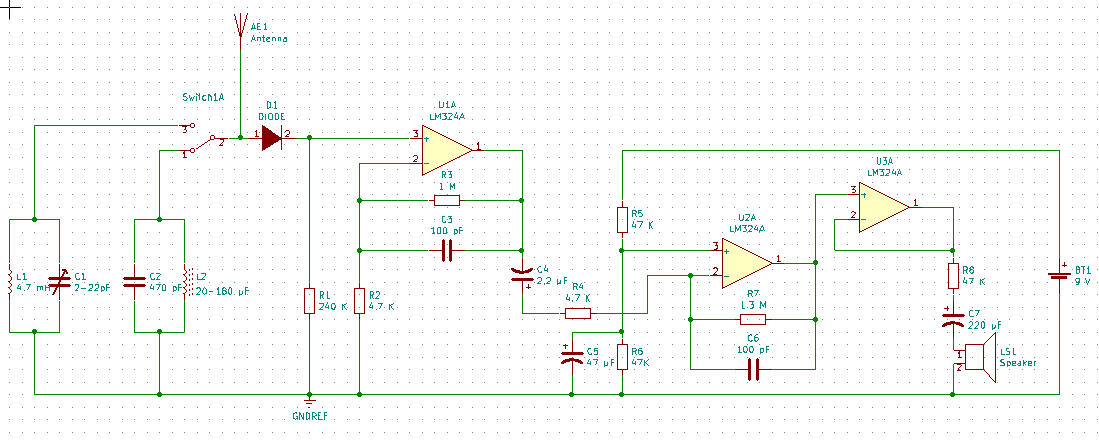 AE1
Antenna
Switch1A
3
2
1
D1
DIODE
1
2
U1A
LM324A
3
+
2
-
1
R3
1 M
C3
100 pF
C4
2,2 µF
+
R4
4.7 K
L1
4.7 mH
C1
2-22pF
C2
470 pF
L2
20-180 µF
R1
240 K
R2
4.7 K
GNDREF
R5
47 K
U2A
LM324A
3
+
2
-
1
R7
1.3 M
C6
100 pF
+
C5
47 µF
R6
47K
U3A
LM324A
3
+
2
-
1
R8
47 K
+
C7
220 µF
1
2
LS1
Speaker
+
BT1
9 v